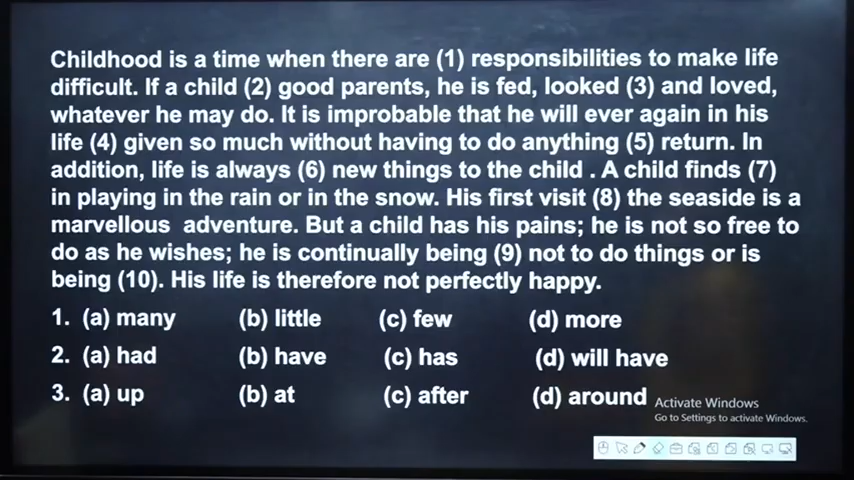 Childhood is a time when there are (1) responsibilities to make life
difficult. If a child (2) good parents, he is fed, looked (3) and loved,
whatever he may do. It is improbable that he will ever again in his
life (4) given so much without having to do anything (5) return. In
addition, life is always (6) new things to the child . A child finds (7)
in playing in the rain or in the snow. His first visit (8) the seaside is a
marvellous adventure. But a child has his pains; he is not so free to
do as he wishes; he is continually being (9) not to do things or is
being (10). His life is therefore not perfectly happy.
1. (a) many (b) little (c) few (d) more
2. (a) had (b) have (c) has (d) will have
3. (a) up (b) at (c) after (d) around
Activate Windows
Go to Settings to activate Windows.